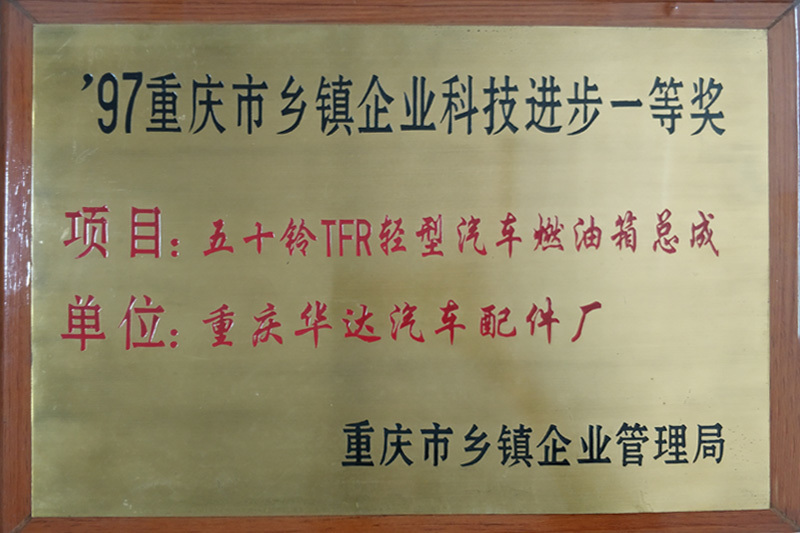 '97重庆市乡镇企业科技进步一等奖
项目：五十铃TFR轻型汽车燃油箱总成
单位：重庆华达汽车配件厂
重庆市乡镇企业管理局